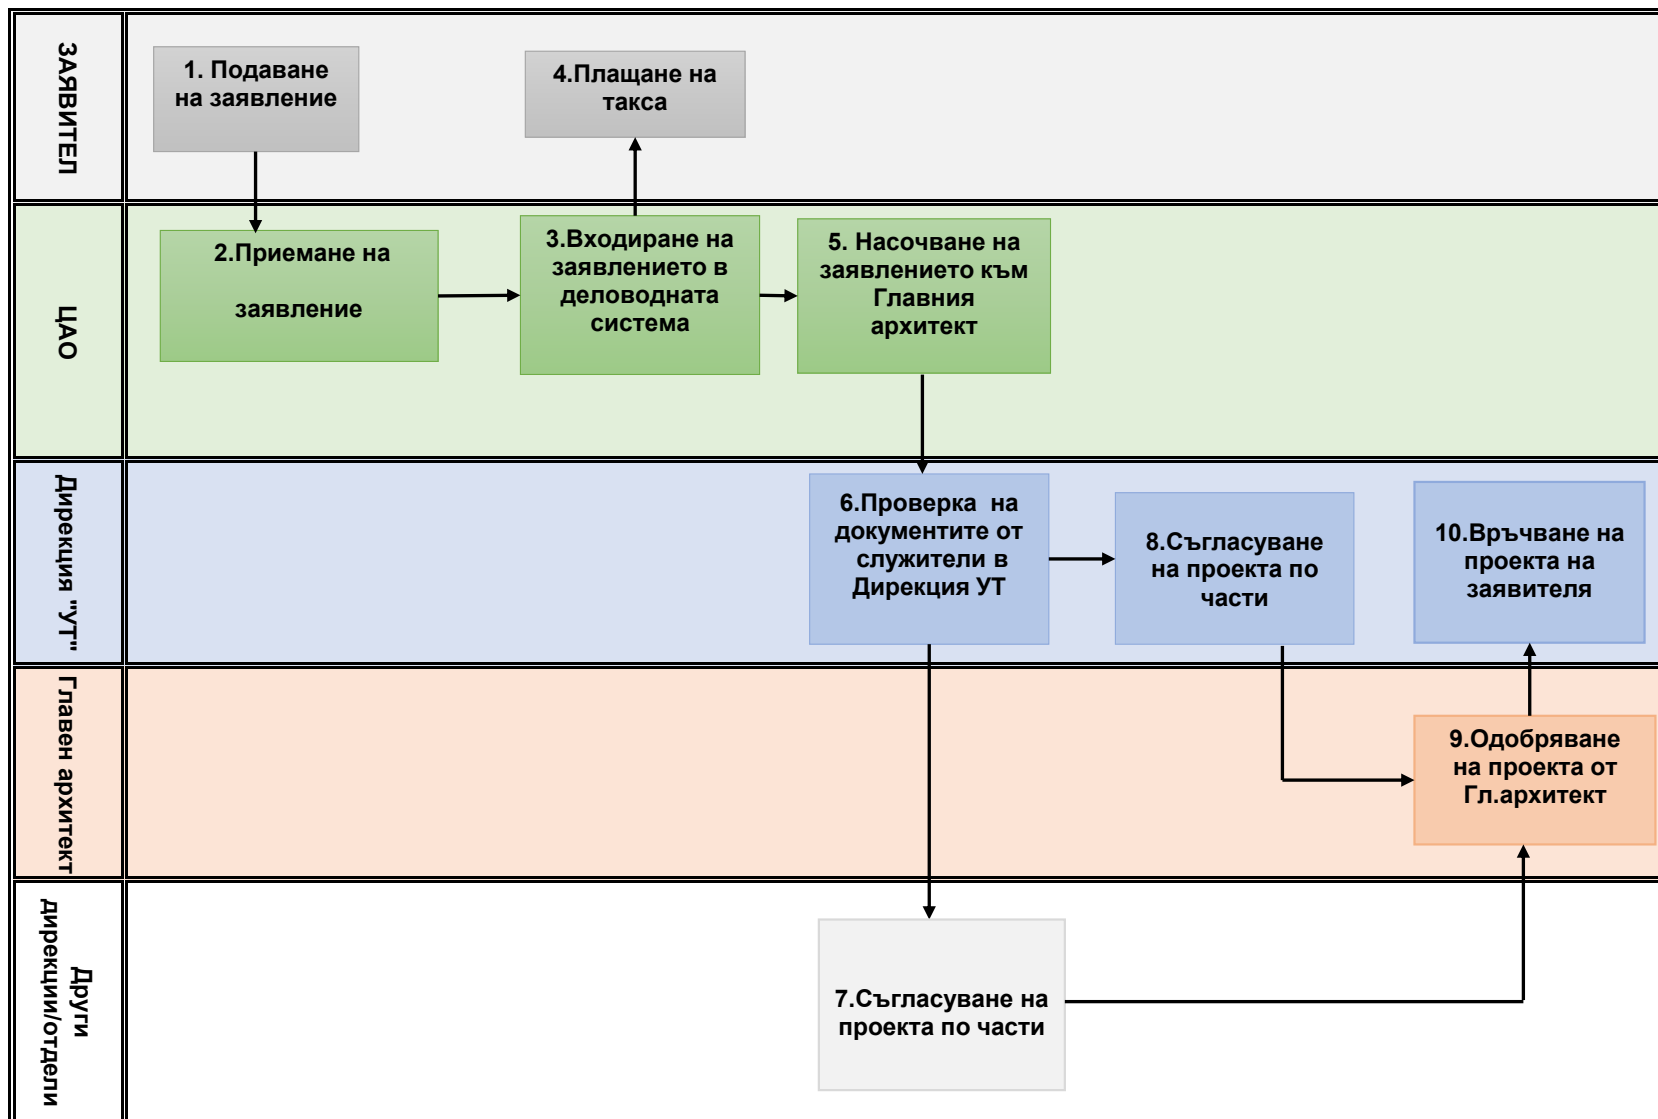 ЗАЯВИТЕЛ
1. Подаване
на заявление
4.Плащане на
такса
ЦАО
2.Приемане на
заявление
3.Входиране на
заявлението в
деловодната
система
5. Насочване на
заявлението към
Главния
архитект
Дирекция "УТ"
6.Проверка на
документите от
служители в
Дирекция УТ
8.Съгласуване
на проекта по
части
10.Връчване на
проекта на
заявителя
Главен архитект
9.Одобряване
на проекта от
Гл.архитект
Други
дирекции/отдели
7.Съгласуване на
проекта по части